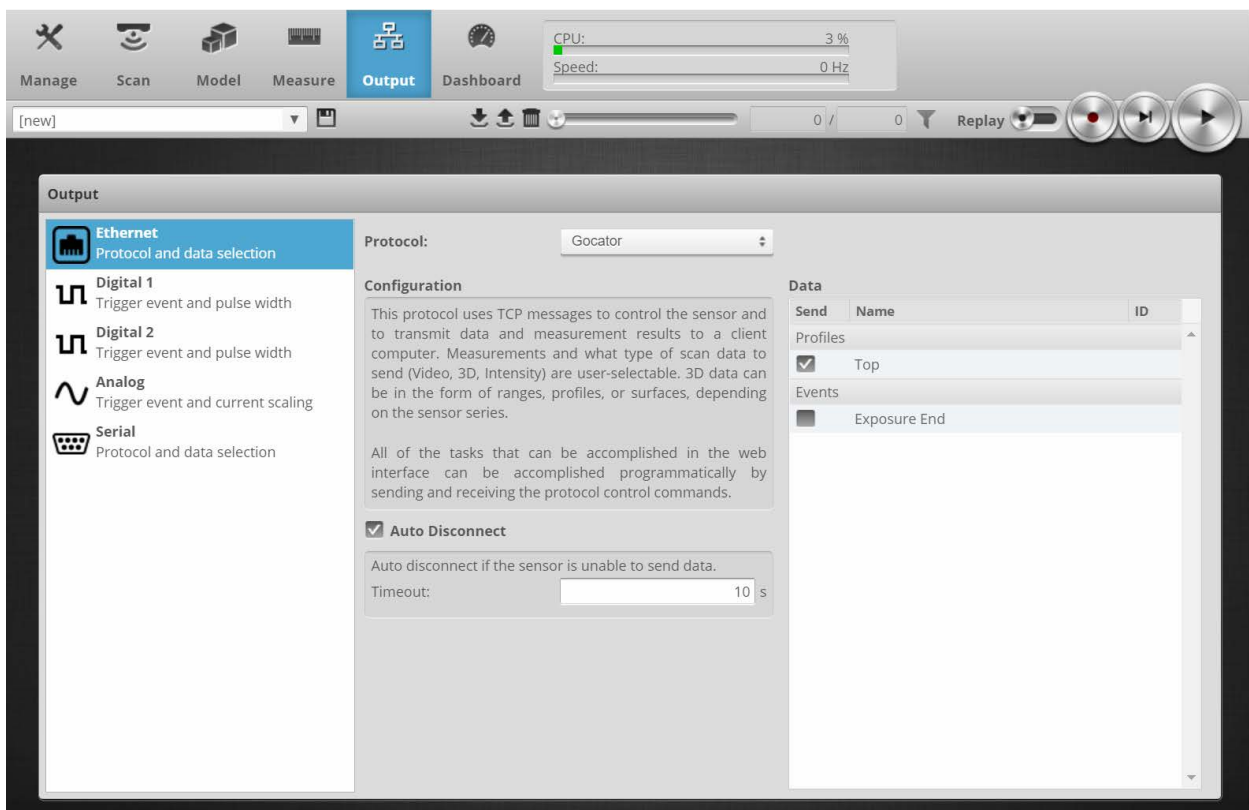 Manage
Scan
Model
Measure
Output
Dashboard
CPU: 3 %
Speed: 0 Hz
[new]
0 / 0
Replay
Output
Ethernet
Protocol and data selection
Digital 1
Trigger event and pulse width
Digital 2
Trigger event and pulse width
Analog
Trigger event and current scaling
Serial
Protocol and data selection
Protocol: Gocator
Configuration
This protocol uses TCP messages to control the sensor and
to transmit data and measurement results to a client
computer. Measurements and what type of scan data to
send (Video, 3D, Intensity) are user-selectable. 3D data can
be in the form of ranges, profiles, or surfaces, depending
on the sensor series.
All of the tasks that can be accomplished in the web
interface can be accomplished programmatically by
sending and receiving the protocol control commands.
Auto Disconnect
Auto disconnect if the sensor is unable to send data.
Timeout: 10 s
Data
Send Name ID
Profiles
Top
Events
Exposure End